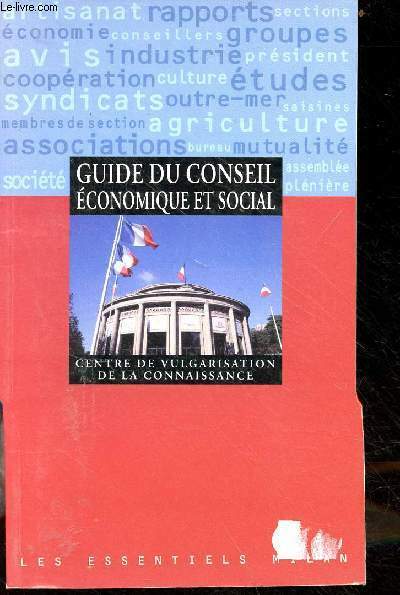 Le-livre.com
artisanat rapports sections
économie conseillers groupes
avis industrie président
coopération culture études
syndicats outre-mer saisines
membres de section agriculture
associations bureau mutualité
société assemblée plénière
GUIDE DU CONSEIL
ÉCONOMIQUE ET SOCIAL
CENTRE DE VULGARISATION
DE LA CONNAISSANCE
LES ESSENTIELS MILAN